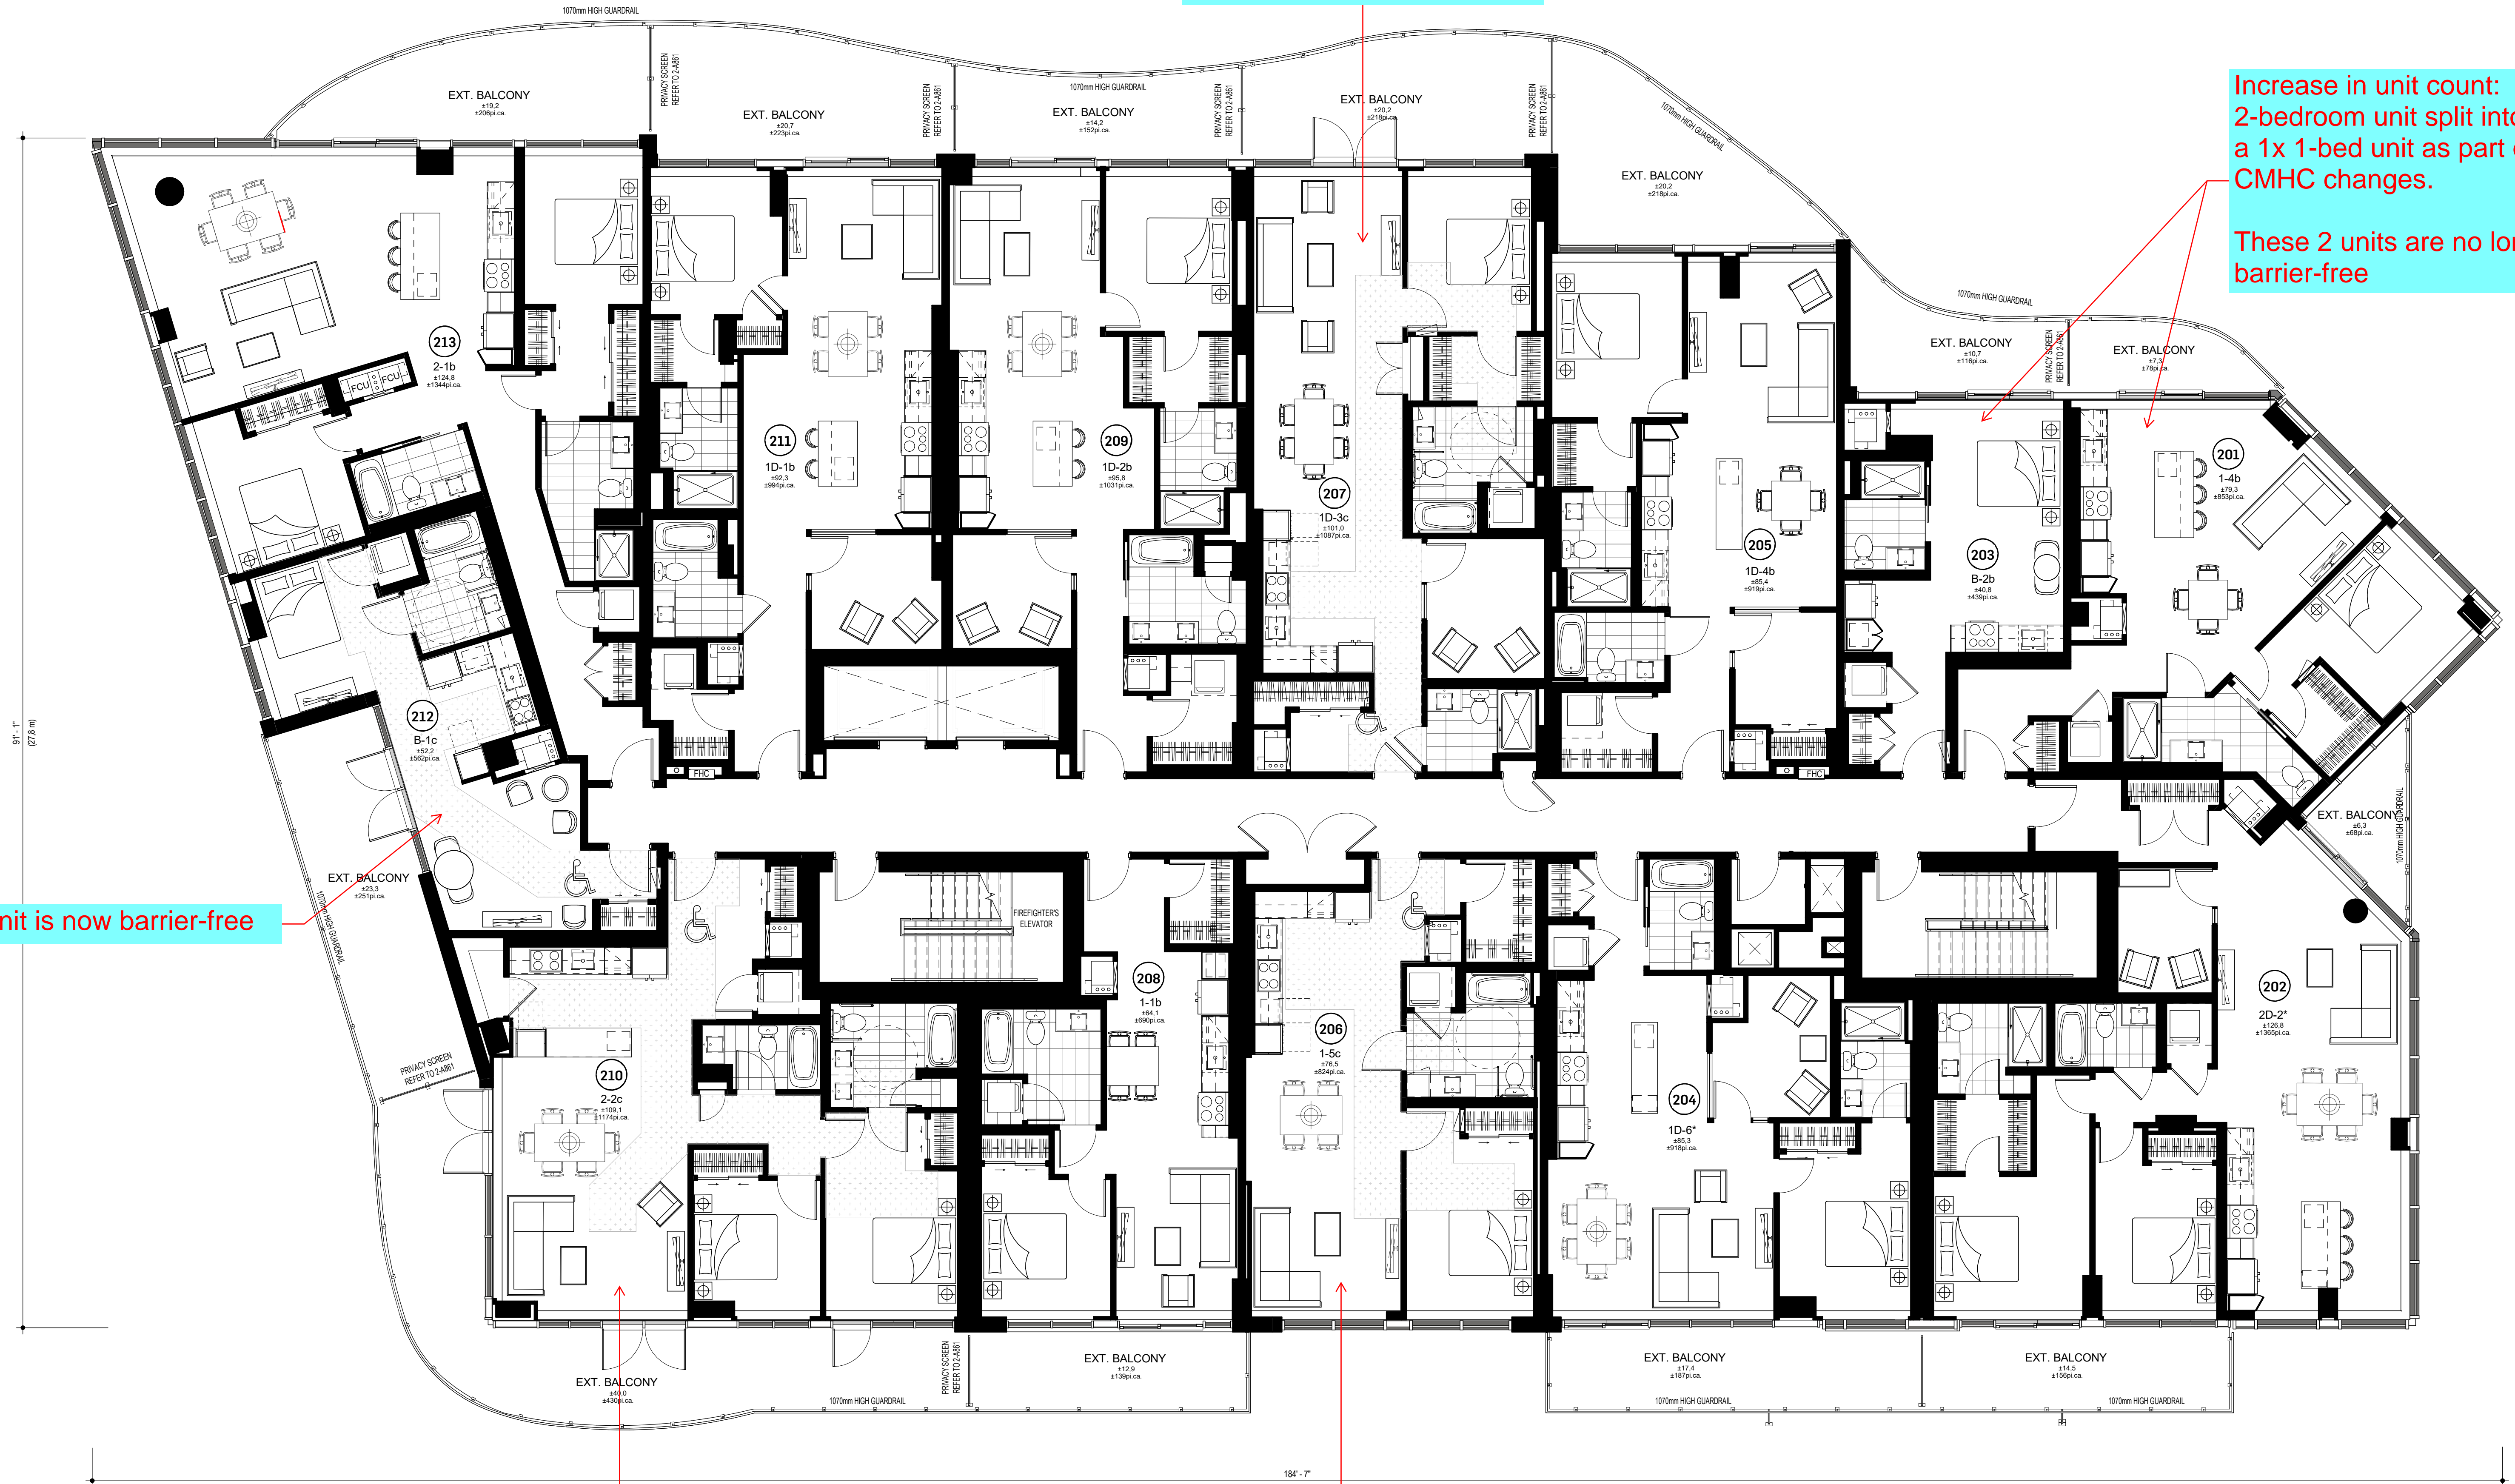 1070mm HIGH GUARDRAIL
EXT. BALCONY
±19,2
±206pi.ca.
PRIVACY SCREEN
REFER TO 2-A861
EXT. BALCONY
±20,7
±223pi.ca.
PRIVACY SCREEN
REFER TO 2-A861
1070mm HIGH GUARDRAIL
EXT. BALCONY
±14,2
±152pi.ca.
PRIVACY SCREEN
REFER TO 2-A861
EXT. BALCONY
±20,2
±218pi.ca.
PRIVACY SCREEN
REFER TO 2-A861
1070mm HIGH GUARDRAIL
EXT. BALCONY
±20,2
±218pi.ca.
Increase in unit count:
2-bedroom unit split into
a 1x 1-bed unit as part
CMHC changes.
These 2 units are no
barrier-free
1070mm HIGH GUARDRAIL
EXT. BALCONY
±10,7
±116pi.ca.
PRIVACY SCREEN
REFER TO 2-A861
EXT. BALCONY
±7,3
±78pi.ca.
213
2-1b
±124,8
±1344pi.ca.
FCU
FCU
211
1D-1b
±92,3
±994pi.ca.
209
1D-2b
±95,8
±1031pi.ca.
207
1D-3c
±101,0
±1087pi.ca.
205
1D-4b
±85,4
±919pi.ca.
203
B-2b
±40,8
±439pi.ca.
201
1-4b
±79,3
±853pi.ca.
212
B-1c
±52,2
±562pi.ca.
91' - 1"
(27,8 m)
FHC
FHC
EXT. BALCONY
±6,3
±68pi.ca.
1070mm HIGH GUARDRAIL
EXT. BALCONY
±23,3
±251pi.ca.
1070mm HIGH GUARDRAIL
nit is now barrier-free
FIREFIGHTER'S
ELEVATOR
208
1-1b
±64,1
±690pi.ca.
202
2D-2*
±126,8
±1365pi.ca.
206
1-5c
±76,5
±824pi.ca.
210
2-2c
±109,1
±1174pi.ca.
204
1D-6*
±85,3
±918pi.ca.
PRIVACY SCREEN
REFER TO 2-A861
EXT. BALCONY
±40,0
±430pi.ca.
PRIVACY SCREEN
REFER TO 2-A861
EXT. BALCONY
±12,9
±139pi.ca.
EXT. BALCONY
±17,4
±187pi.ca.
EXT. BALCONY
±14,5
±156pi.ca.
1070mm HIGH GUARDRAIL
1070mm HIGH GUARDRAIL
1070mm HIGH GUARDRAIL
184' - 7"